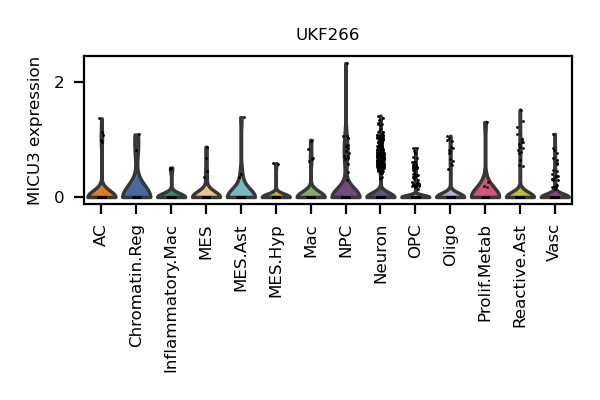 UKF266
MICU3 expression
2
0
AC
Chromatin.Reg
Inflammatory.Mac
MES
MES.Ast
MES.Hyp
Mac
NPC
Neuron
OPC
Oligo
Prolif.Metab
Reactive.Ast
Vasc